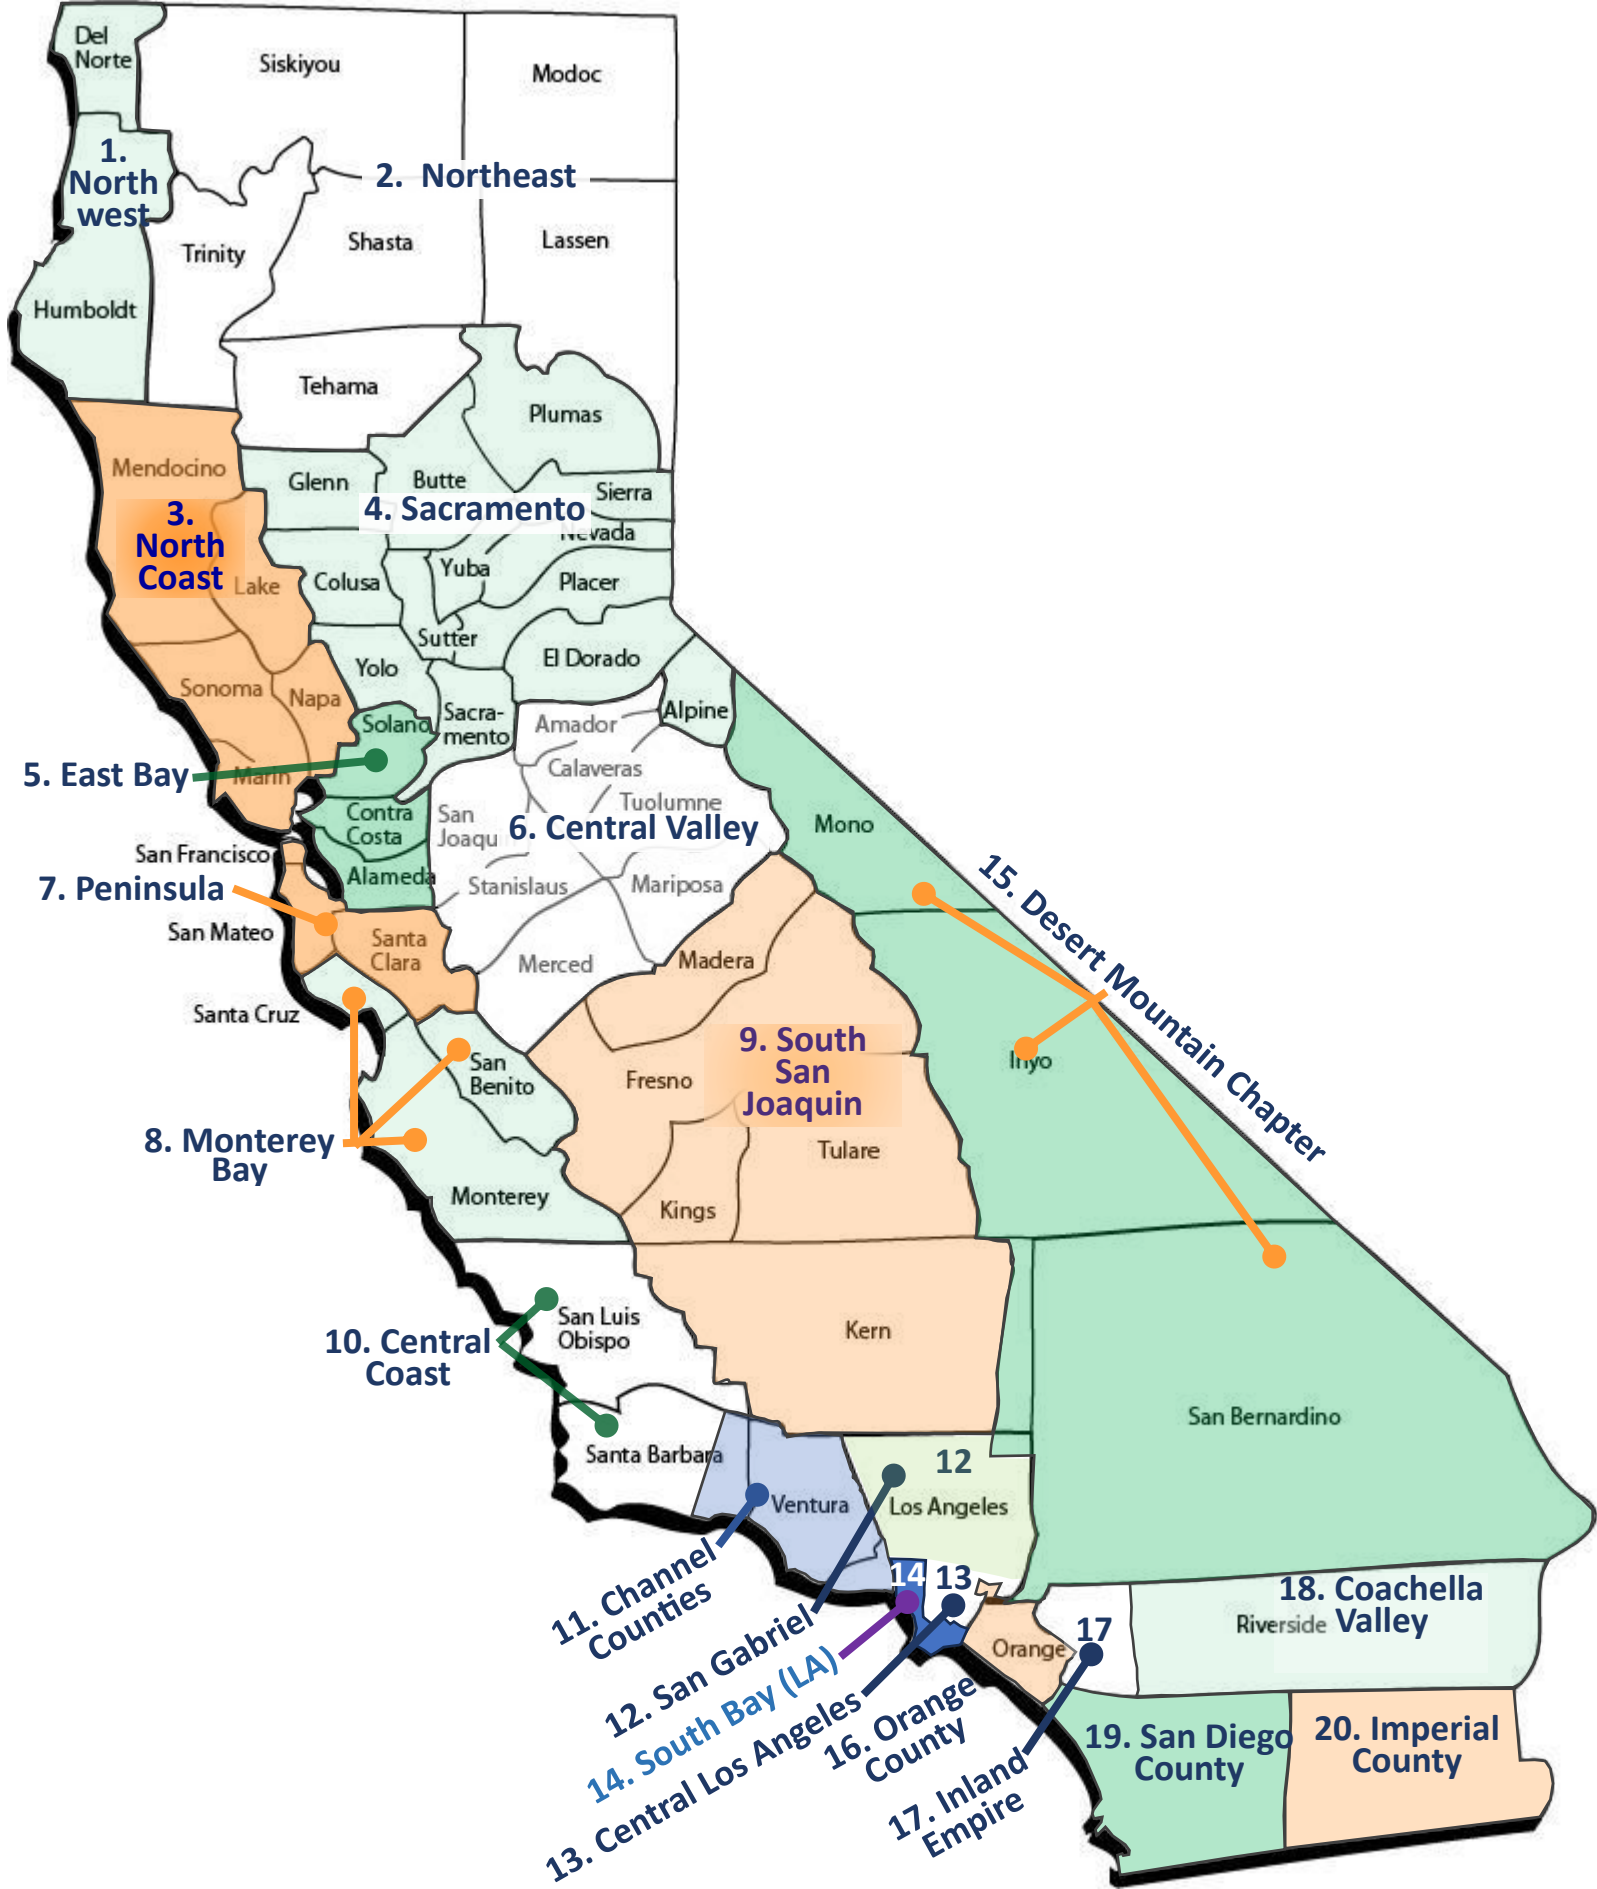 Del
Norte
Siskiyou
Modoc
1.
North
west
2. Northeast
Trinity
Shasta
Lassen
Humboldt
Tehama
Plumas
Mendocino
Glenn
Butte
Sierra
3.
North
Coast
4. Sacramento
Nevada
Lake
Colusa
Yuba
Placer
Sutter
Yolo
El Dorado
Sonoma
Napa
Solano
Sacra-
mento
Amador
Alpine
5. East Bay
Marin
Calaveras
Contra
Costa
San
Joaqu
Tuolumne
6. Central Valley
Mono
San Francisco
Alameda
Stanislaus
Mariposa
7. Peninsula
San Mateo
Santa
Clara
Merced
Madera
15. Desert Mountain Chapter
Santa Cruz
9. South
San
Joaquin
San
Benito
Fresno
Inyo
8. Monterey
Bay
Tulare
Monterey
Kings
San Luis
Obispo
Kern
10. Central
Coast
San Bernardino
Santa Barbara
12
Ventura
Los Angeles
14
13
11. Channel
Counties
18. Coachella
Valley
Riverside
17
Orange
12. San Gabriel
14. South Bay (LA)
13. Central Los Angeles
16. Orange
County
17. Inland
Empire
19. San Diego
County
20. Imperial
County